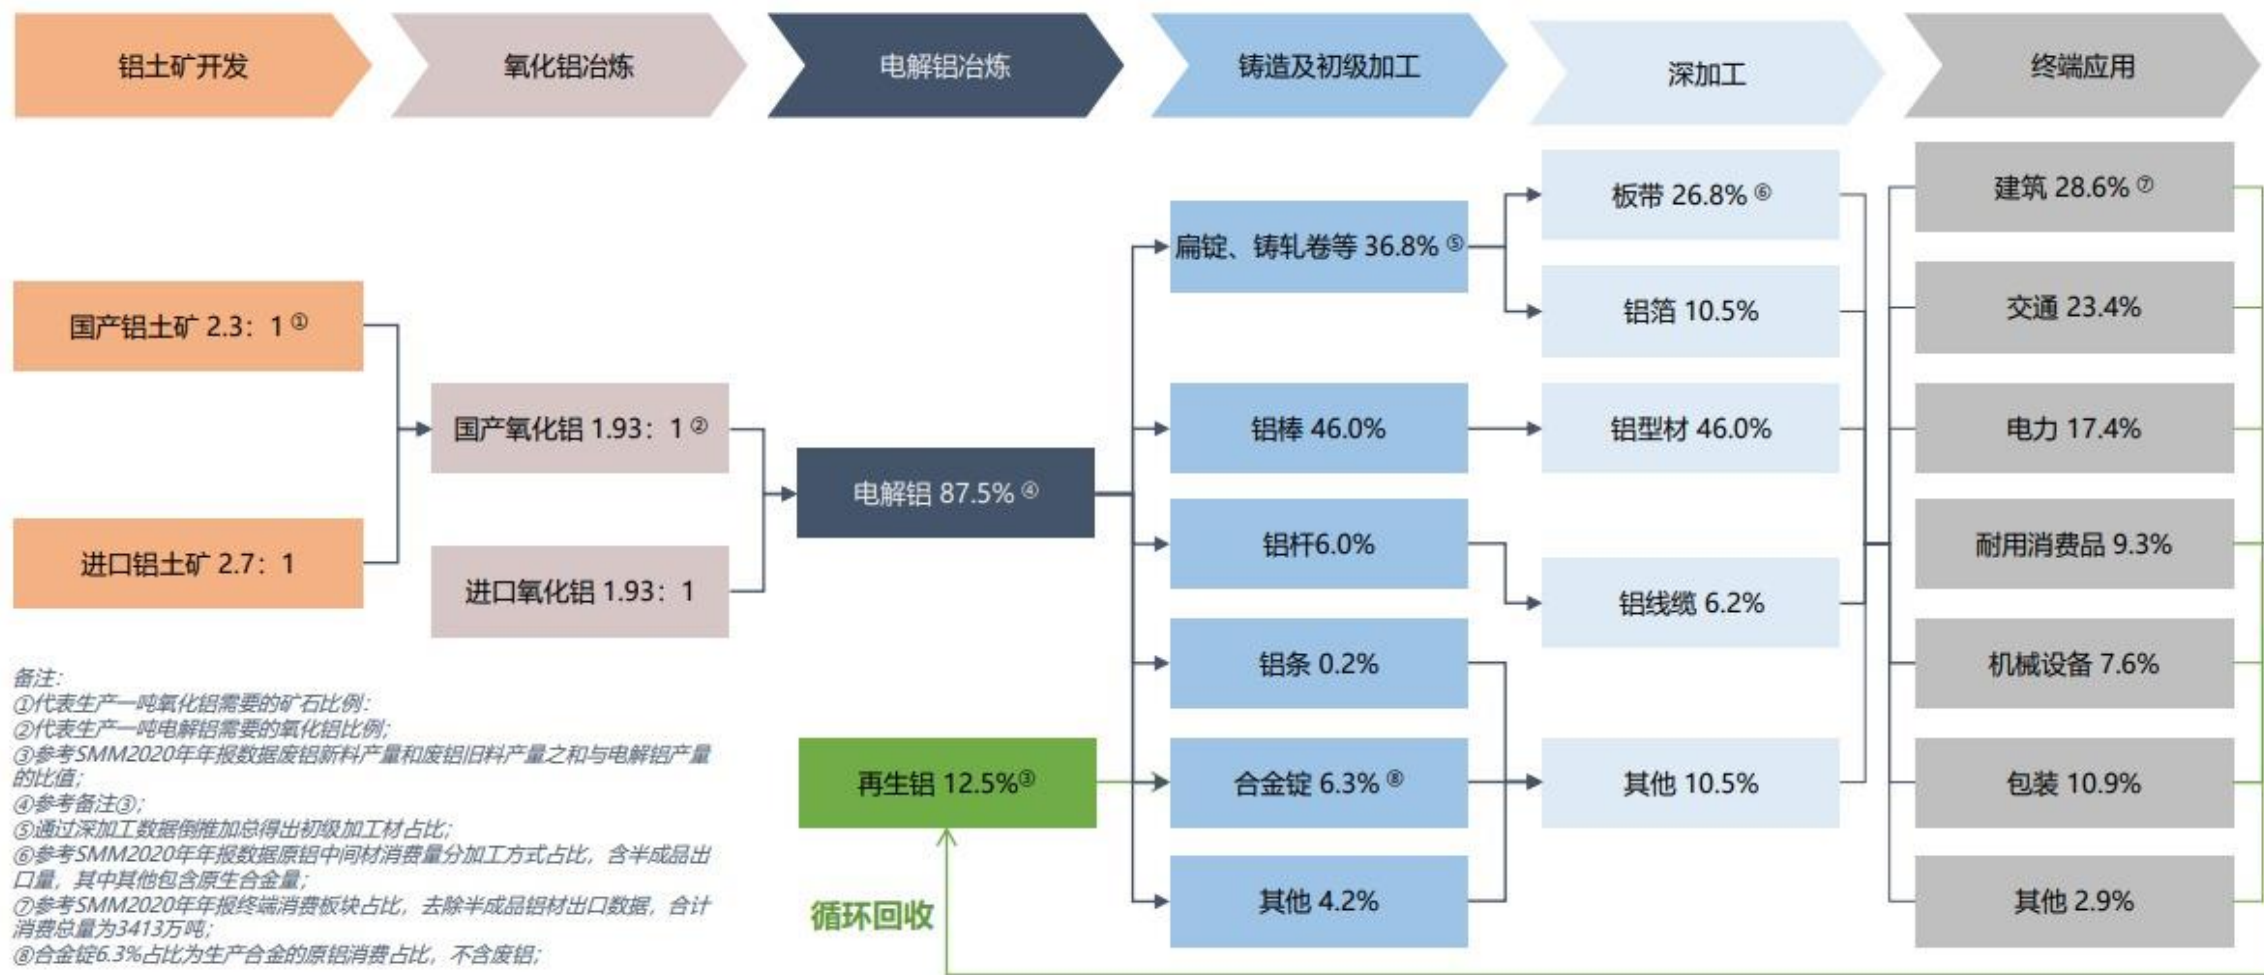 铝土矿开发
氧化铝冶炼
电解铝冶炼
铸造及初级加工
深加工
终端应用
国产铝土矿 2.3：1 ①
进口铝土矿 2.7：1
国产氧化铝 1.93：1 ②
进口氧化铝 1.93：1
电解铝 87.5% ④
再生铝 12.5%③
循环回收
扁锭、铸轧卷等 36.8% ⑤
铝棒 46.0%
铝杆6.0%
铝条 0.2%
合金锭 6.3% ⑧
其他 4.2%
板带 26.8% ⑥
铝箔 10.5%
铝型材 46.0%
铝线缆 6.2%
其他 10.5%
建筑 28.6% ⑦
交通 23.4%
电力 17.4%
耐用消费品 9.3%
机械设备 7.6%
包装 10.9%
其他 2.9%
备注：
①代表生产一吨氧化铝需要的矿石比例：
②代表生产一吨电解铝需要的氧化铝比例；
③参考SMM2020年年报数据废铝新料产量和废铝旧料产量之和与电解铝产量
的比值；
④参考备注③；
⑤通过深加工数据倒推加总得出初级加工材占比；
⑥参考SMM2020年年报数据原铝中间材消费量分加工方式占比，含半成品出
口量，其中其他包含原生合金量；
⑦参考SMM2020年年报终端消费板块占比，去除半成品铝材出口数据，合计
消费总量为3413万吨；
⑧合金锭6.3%占比为生产合金的原铝消费占比，不含废铝；